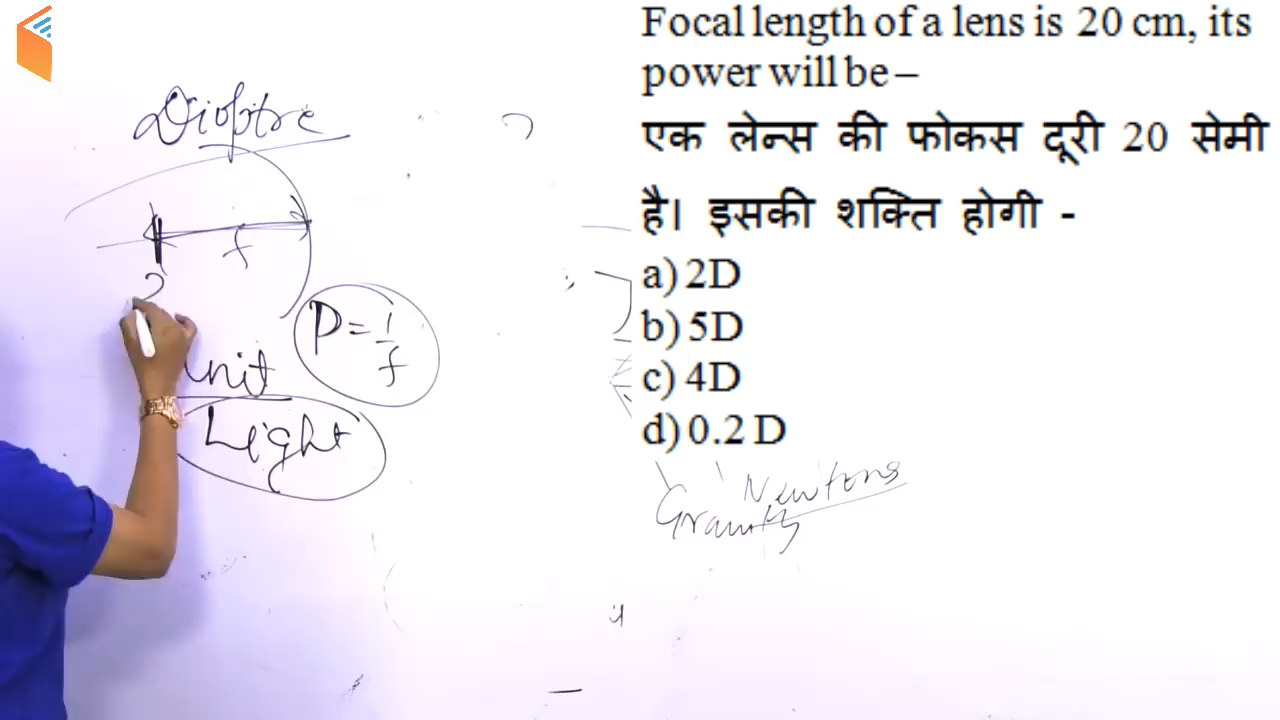 Focal length of a lens is 20 cm, its
power will be –
एक लेन्स की फोकस दूरी 20 सेमी
है। इसकी शक्ति होगी -
a) 2D
b) 5D
c) 4D
d) 0.2 D
Dioptre
f
2
P = 1/f
unit
Light
Newtons
Gravity